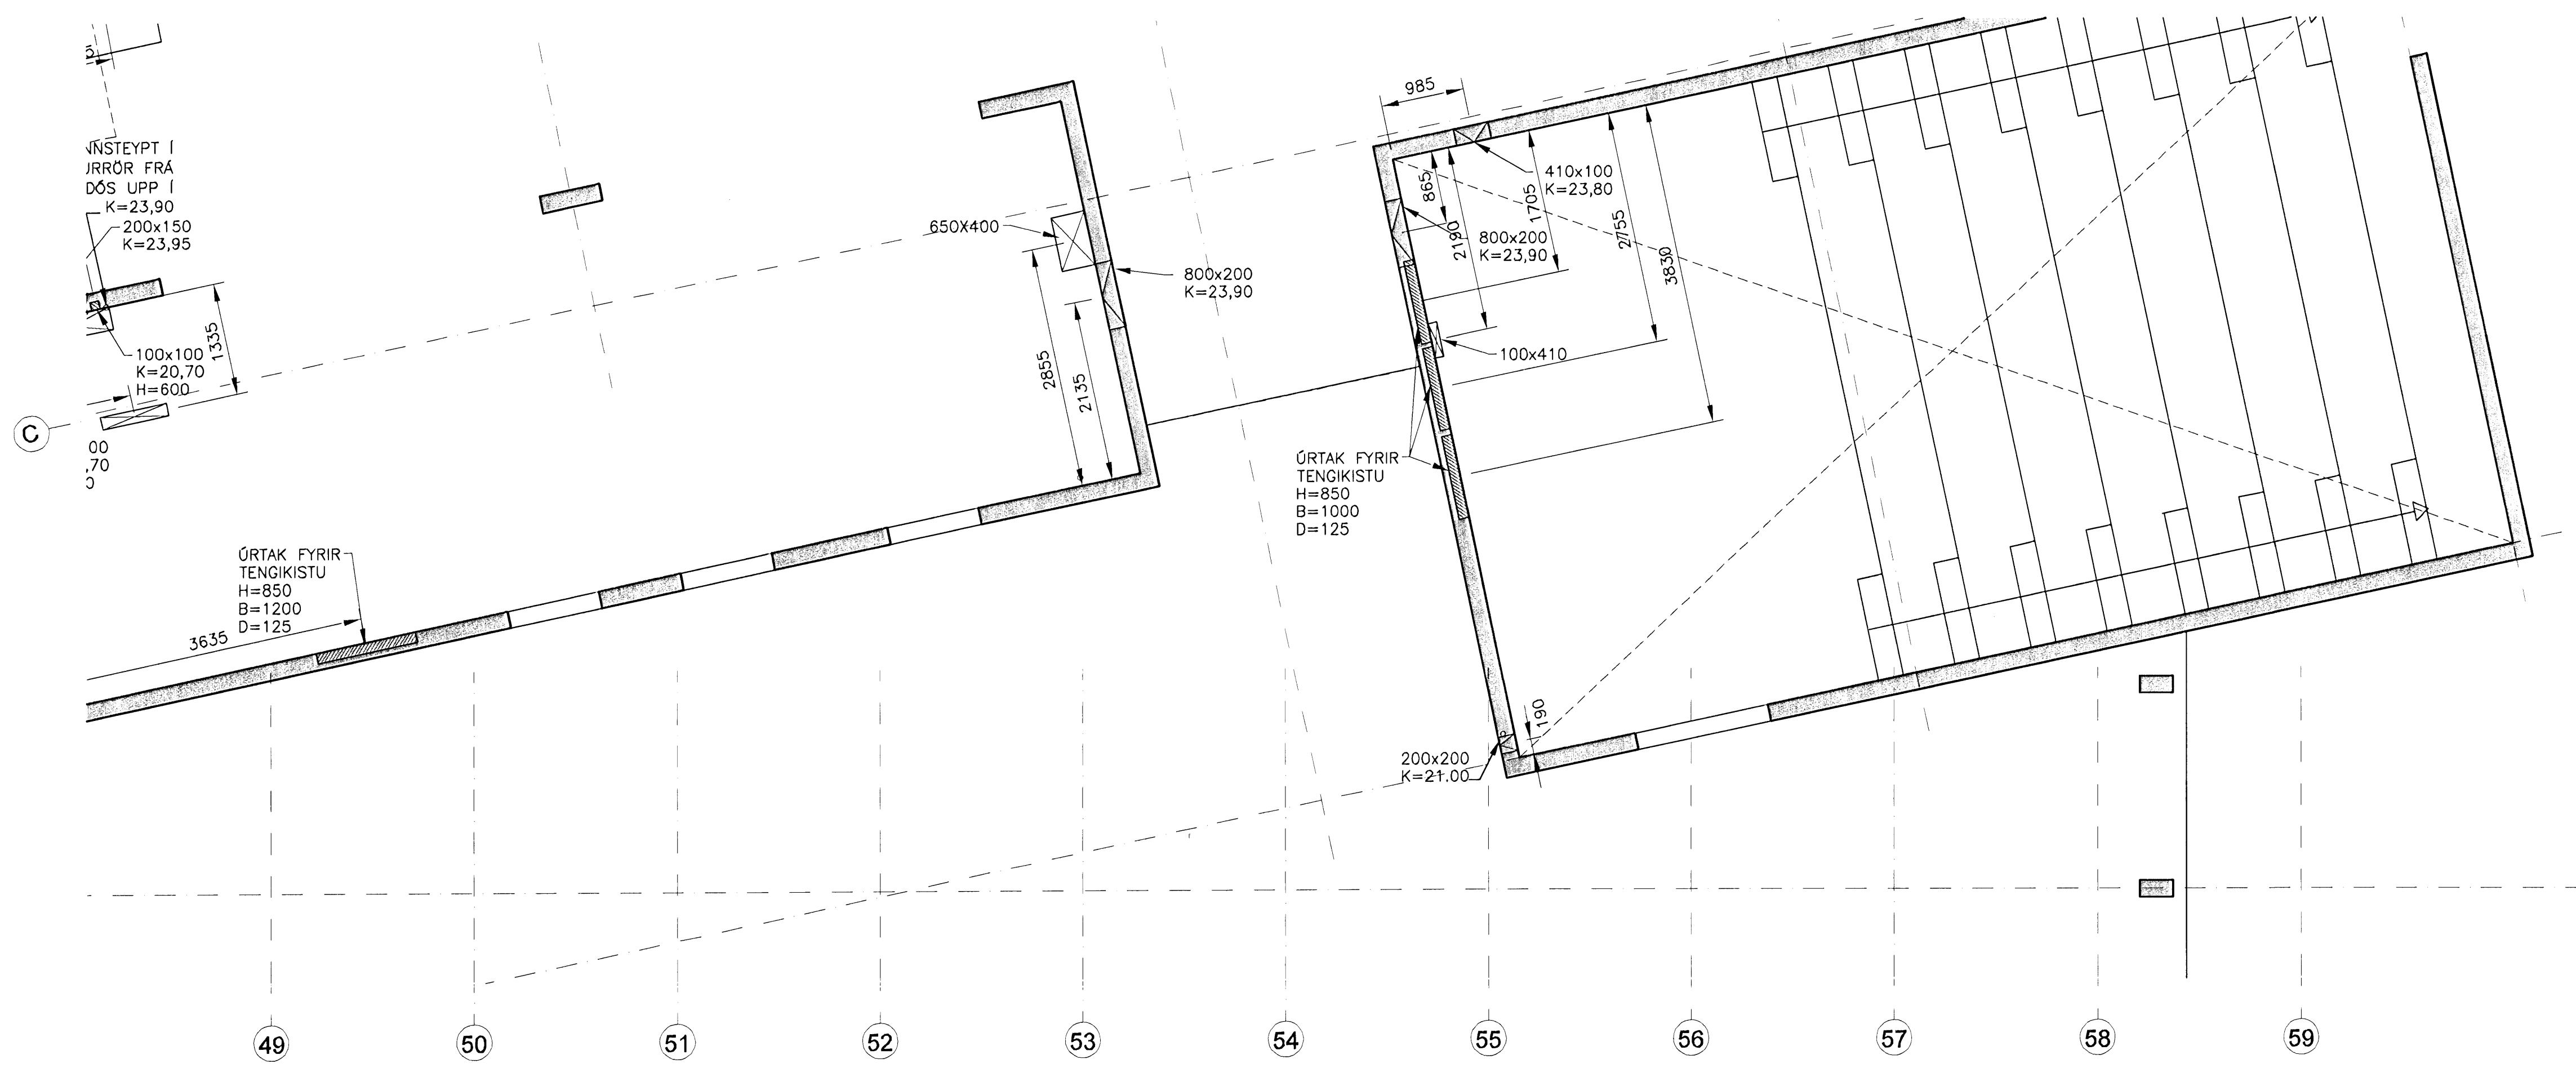 985
NNSTEYPT Í
URRÖR FRÁ
DÓS UPP Í
K=23,90
200x150
K=23,95
650X400
800x200
K=23,90
410x100
K=23,80
865
2190
1705
2755
3830
800x200
K=23,90
100x410
1335
100x100
K=20,70
H=600
2855
2135
C
00
,70
0
ÚRTAK FYRIR
TENGIKISTU
H=850
B=1000
D=125
ÚRTAK FYRIR
TENGIKISTU
H=850
B=1200
D=125
3635
190
200x200
K=21.00
49
50
51
52
53
54
55
56
57
58
59